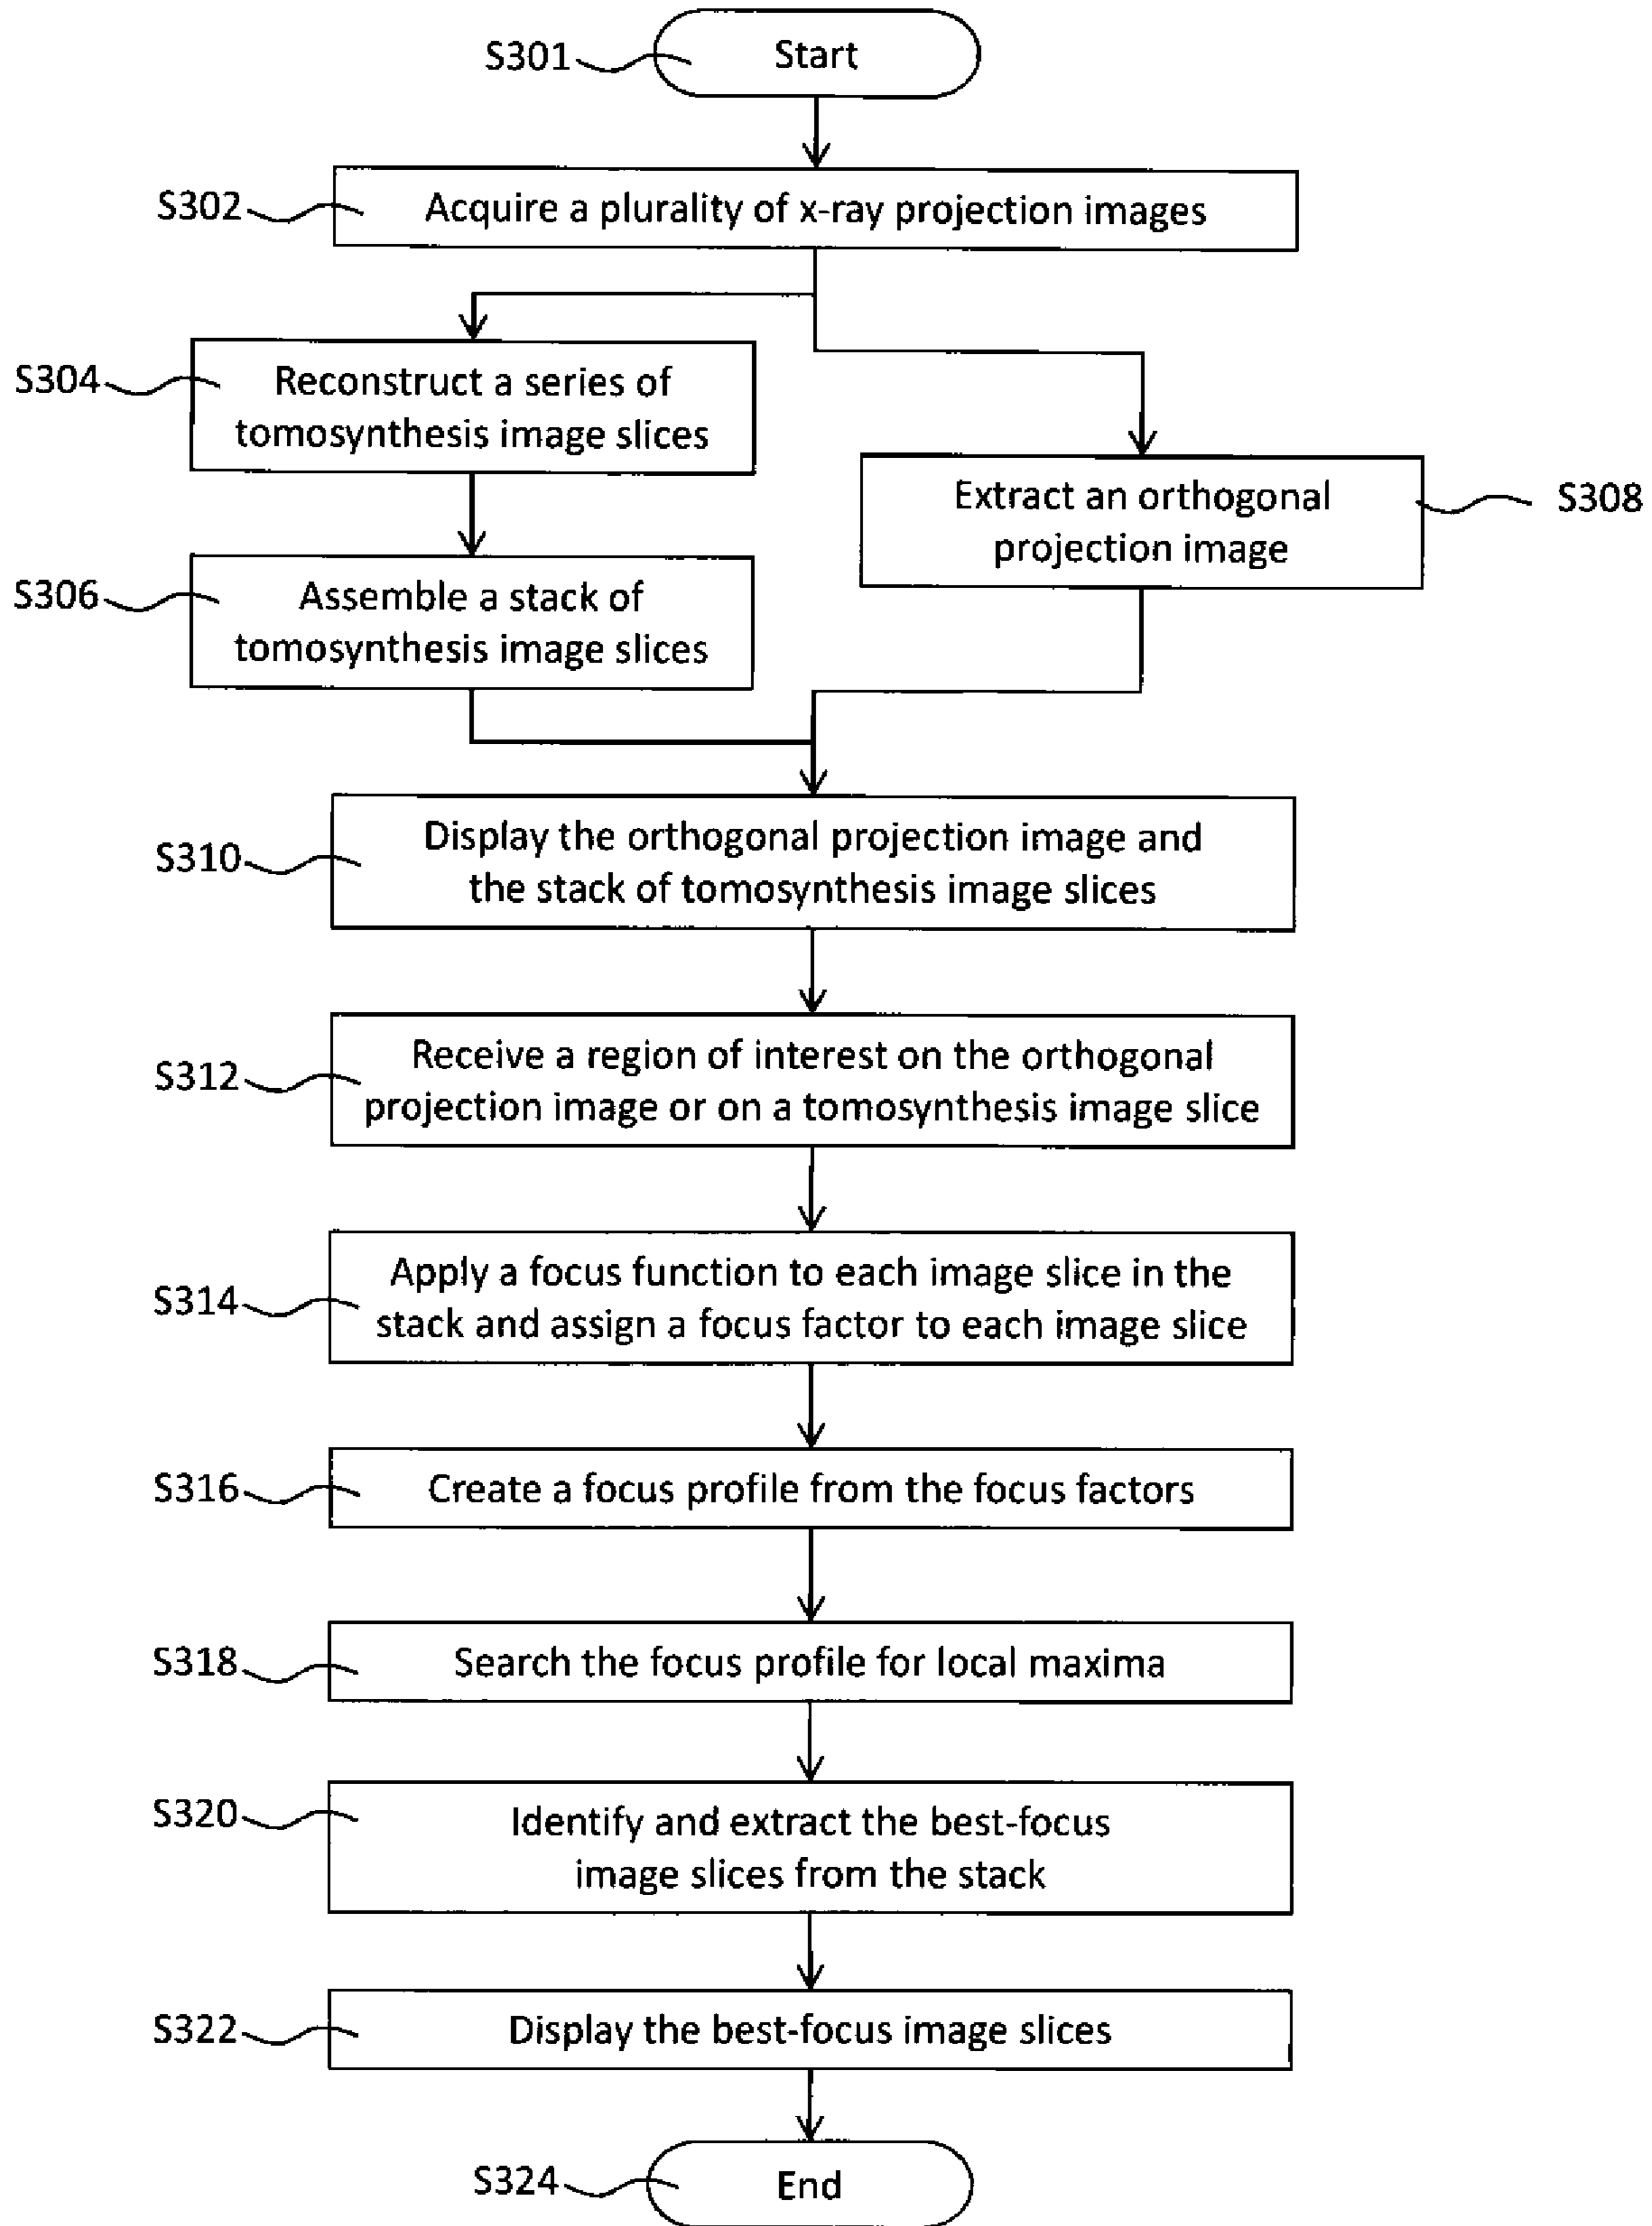 S301
Start
S302
Acquire a plurality of x-ray projection images
S304
Reconstruct a series of
tomosynthesis image slices
Extract an orthogonal
projection image
S308
S306
Assemble a stack of
tomosynthesis image slices
S310
Display the orthogonal projection image and
the stack of tomosynthesis image slices
S312
Receive a region of interest on the orthogonal
projection image or on a tomosynthesis image slice
S314
Apply a focus function to each image slice in the
stack and assign a focus factor to each image slice
S316
Create a focus profile from the focus factors
S318
Search the focus profile for local maxima
S320
Identify and extract the best-focus
image slices from the stack
S322
Display the best-focus image slices
S324
End